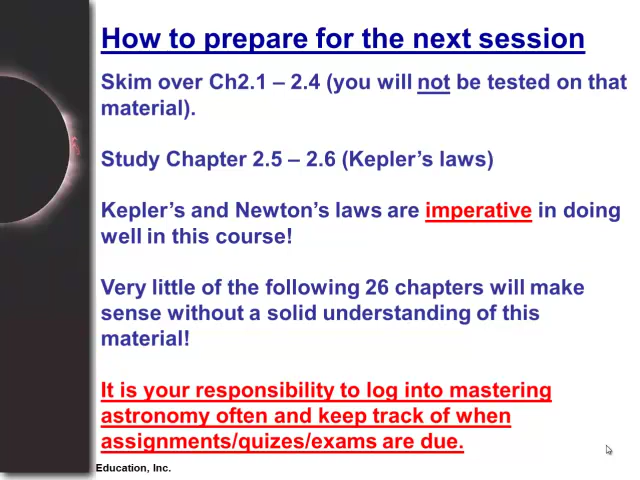 How to prepare for the next session
Skim over Ch2.1 – 2.4 (you will not be tested on that
material).
Study Chapter 2.5 – 2.6 (Kepler's laws)
Kepler's and Newton's laws are imperative in doing
well in this course!
Very little of the following 26 chapters will make
sense without a solid understanding of this
material!
It is your responsibility to log into mastering
astronomy often and keep track of when
assignments/quizes/exams are due.
Education, Inc.